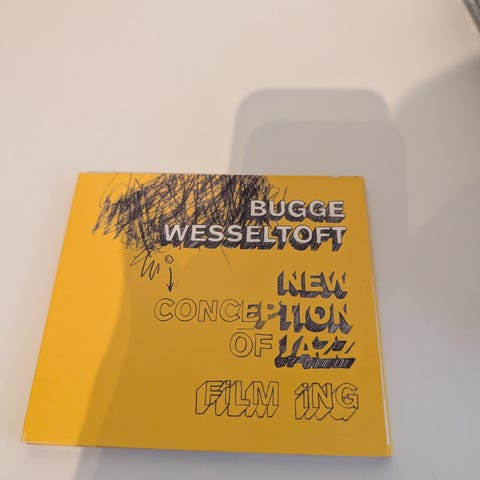 BUGGE
WESSELTOFT
NEW
CONCEPTION
OF JAZZ
FiLM iNG